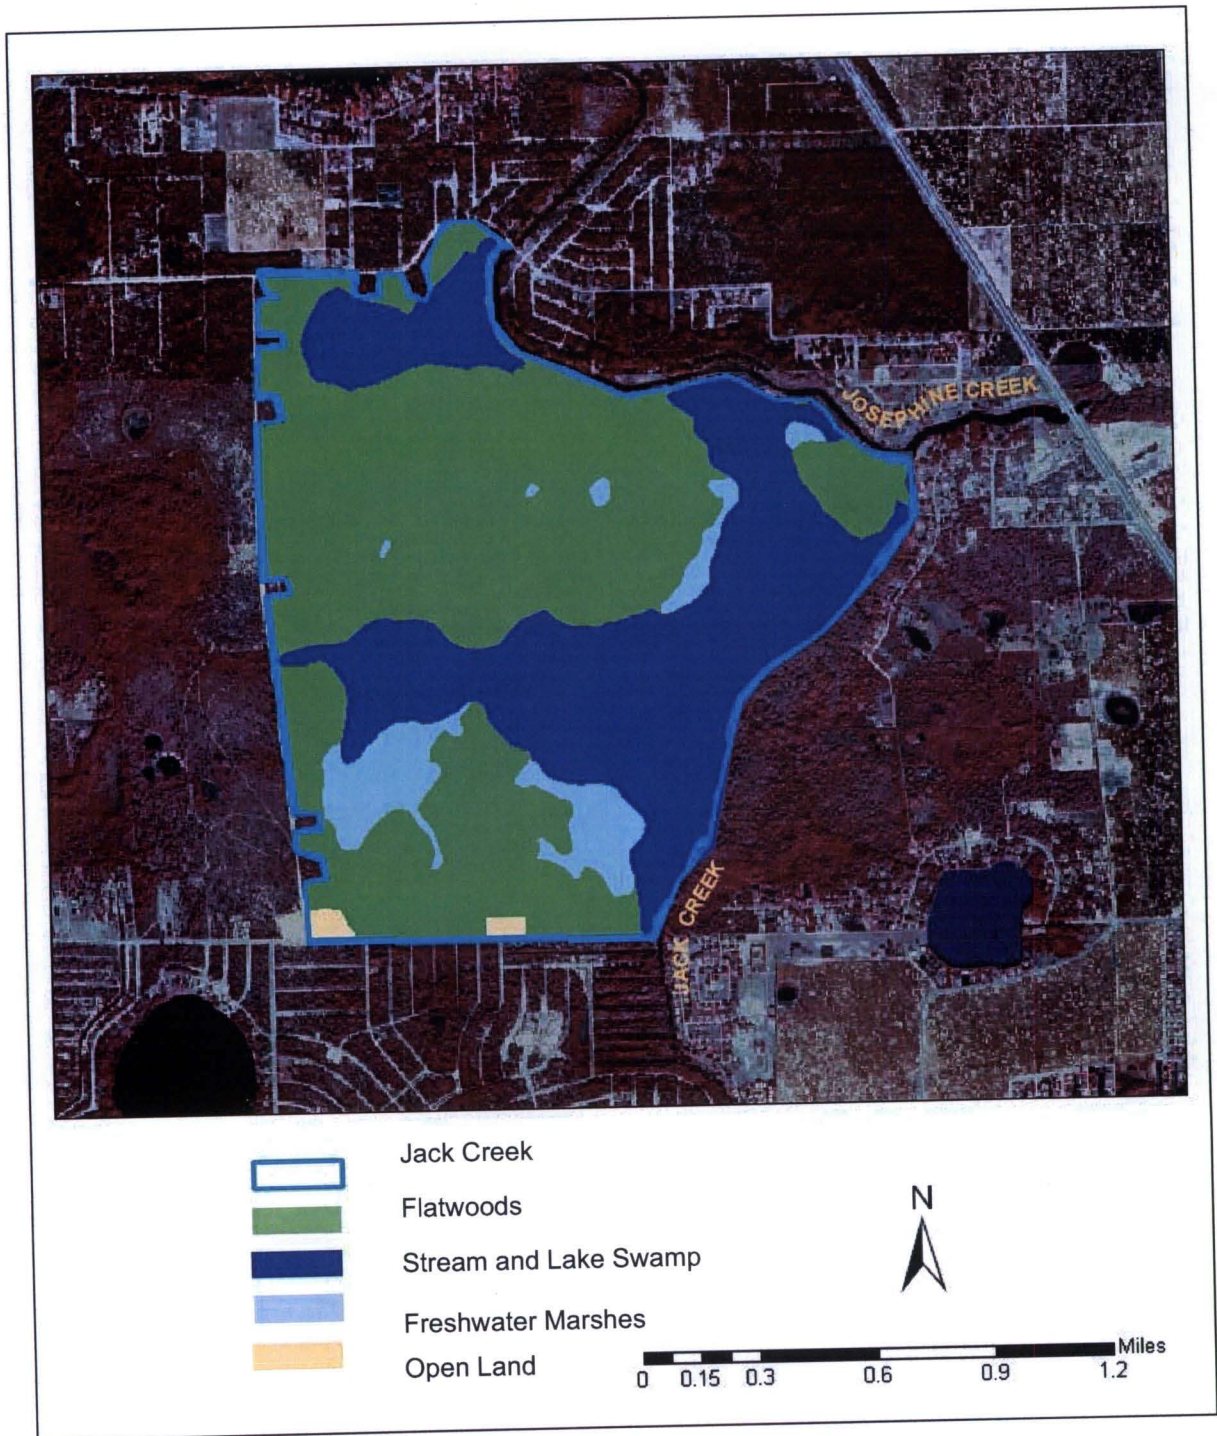 JOSEPHINE CREEK
JACK CREEK
Jack Creek
Flatwoods
Stream and Lake Swamp
Freshwater Marshes
Open Land
N
Miles
0 0.15 0.3 0.6 0.9 1.2